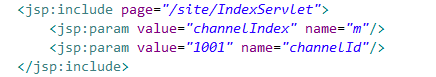 <jsp:include page="/site/IndexServlet">
<jsp:param value="channelIndex" name="m"/>
<jsp:param value="1001" name="channelId"/>
</jsp:include>